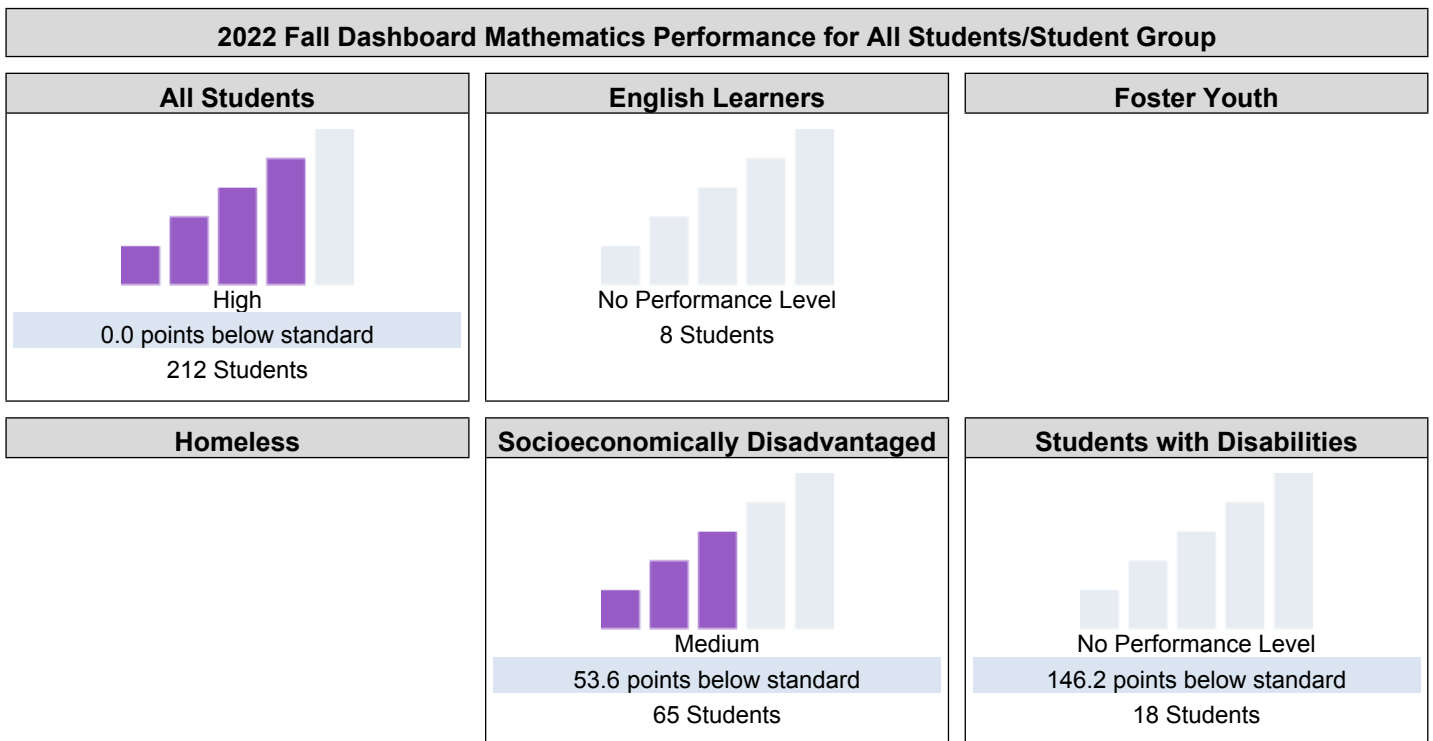 2022 Fall Dashboard Mathematics Performance for All Students/Student Group
All Students
High
0.0 points below standard
212 Students
English Learners
No Performance Level
8 Students
Foster Youth
Homeless
Socioeconomically Disadvantaged
Medium
53.6 points below standard
65 Students
Students with Disabilities
No Performance Level
146.2 points below standard
18 Students